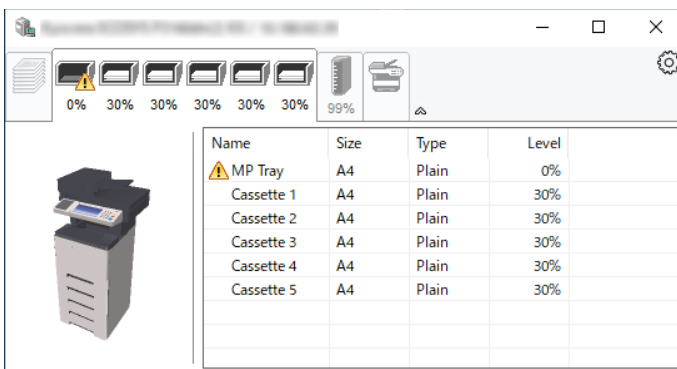 0% 30% 30% 30% 30% 30% 99%
Name Size Type Level
MP Tray A4 Plain 0%
Cassette 1 A4 Plain 30%
Cassette 2 A4 Plain 30%
Cassette 3 A4 Plain 30%
Cassette 4 A4 Plain 30%
Cassette 5 A4 Plain 30%